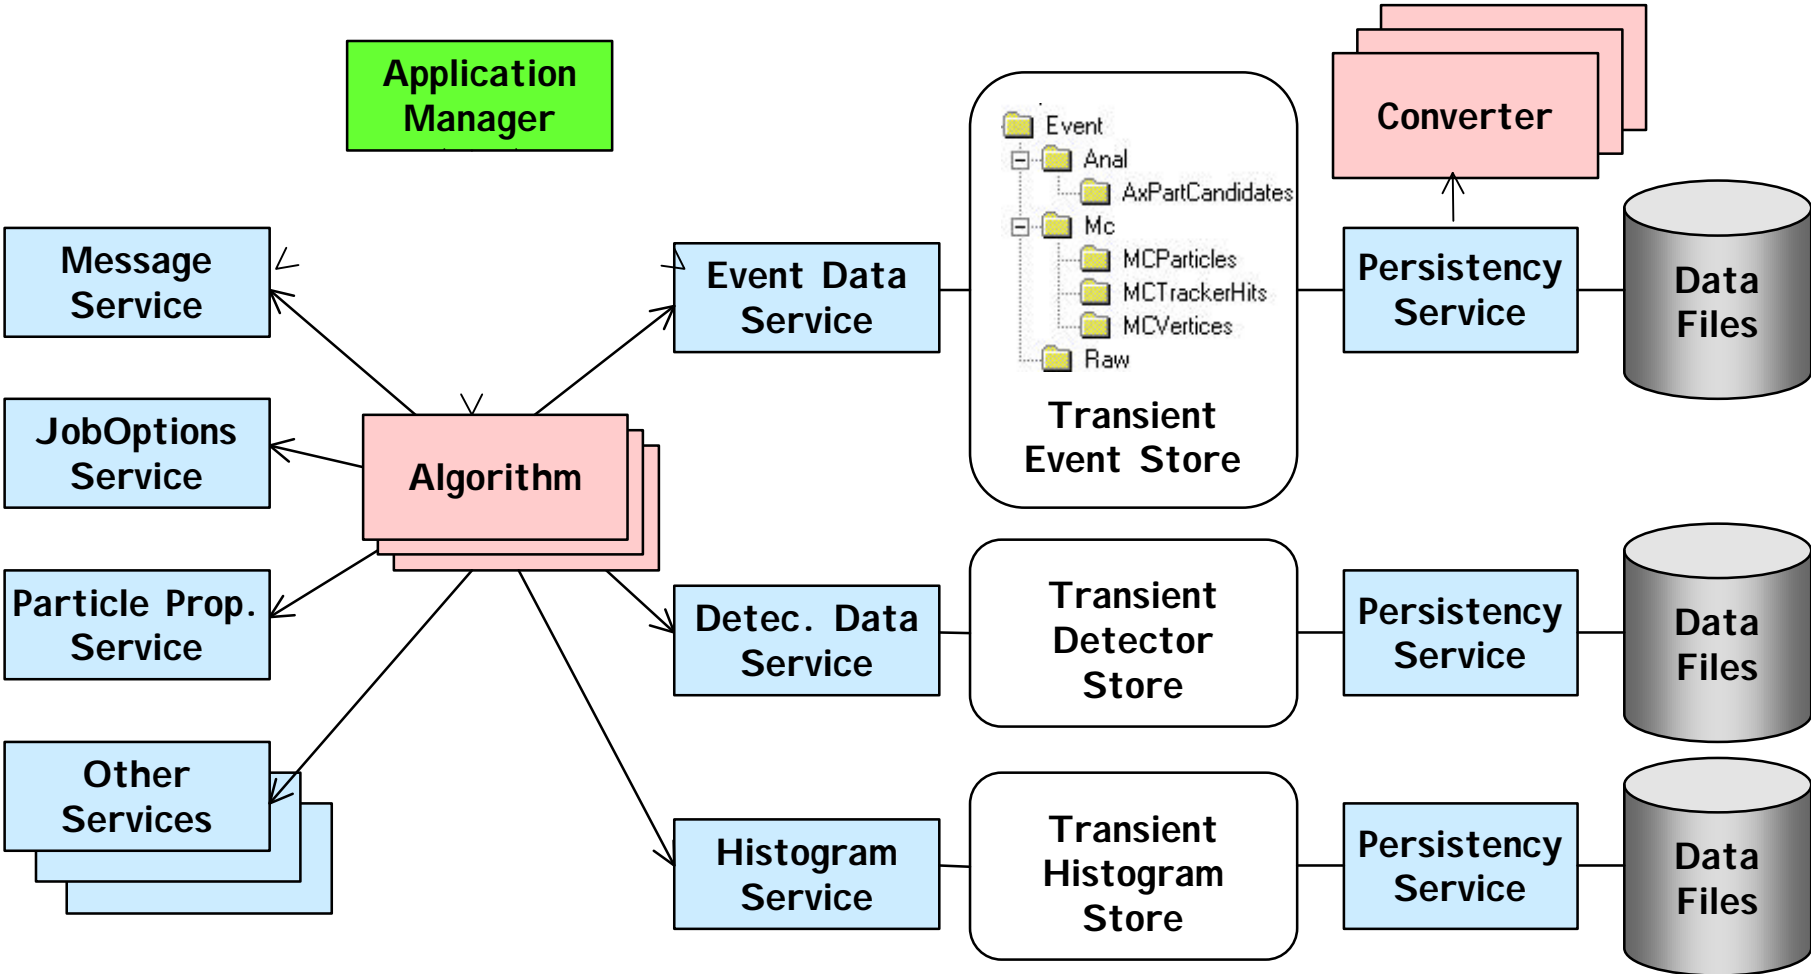 Application
Manager
Converter
Event
Anal
AxPartCandidates
Mc
MCParticles
MCTrackerHits
MCVertices
Raw
Transient
Event Store
Message
Service
Event Data
Service
Persistency
Service
Data
Files
JobOptions
Service
Algorithm
Particle Prop.
Service
Detec. Data
Service
Transient
Detector
Store
Persistency
Service
Data
Files
Other
Services
Histogram
Service
Transient
Histogram
Store
Persistency
Service
Data
Files